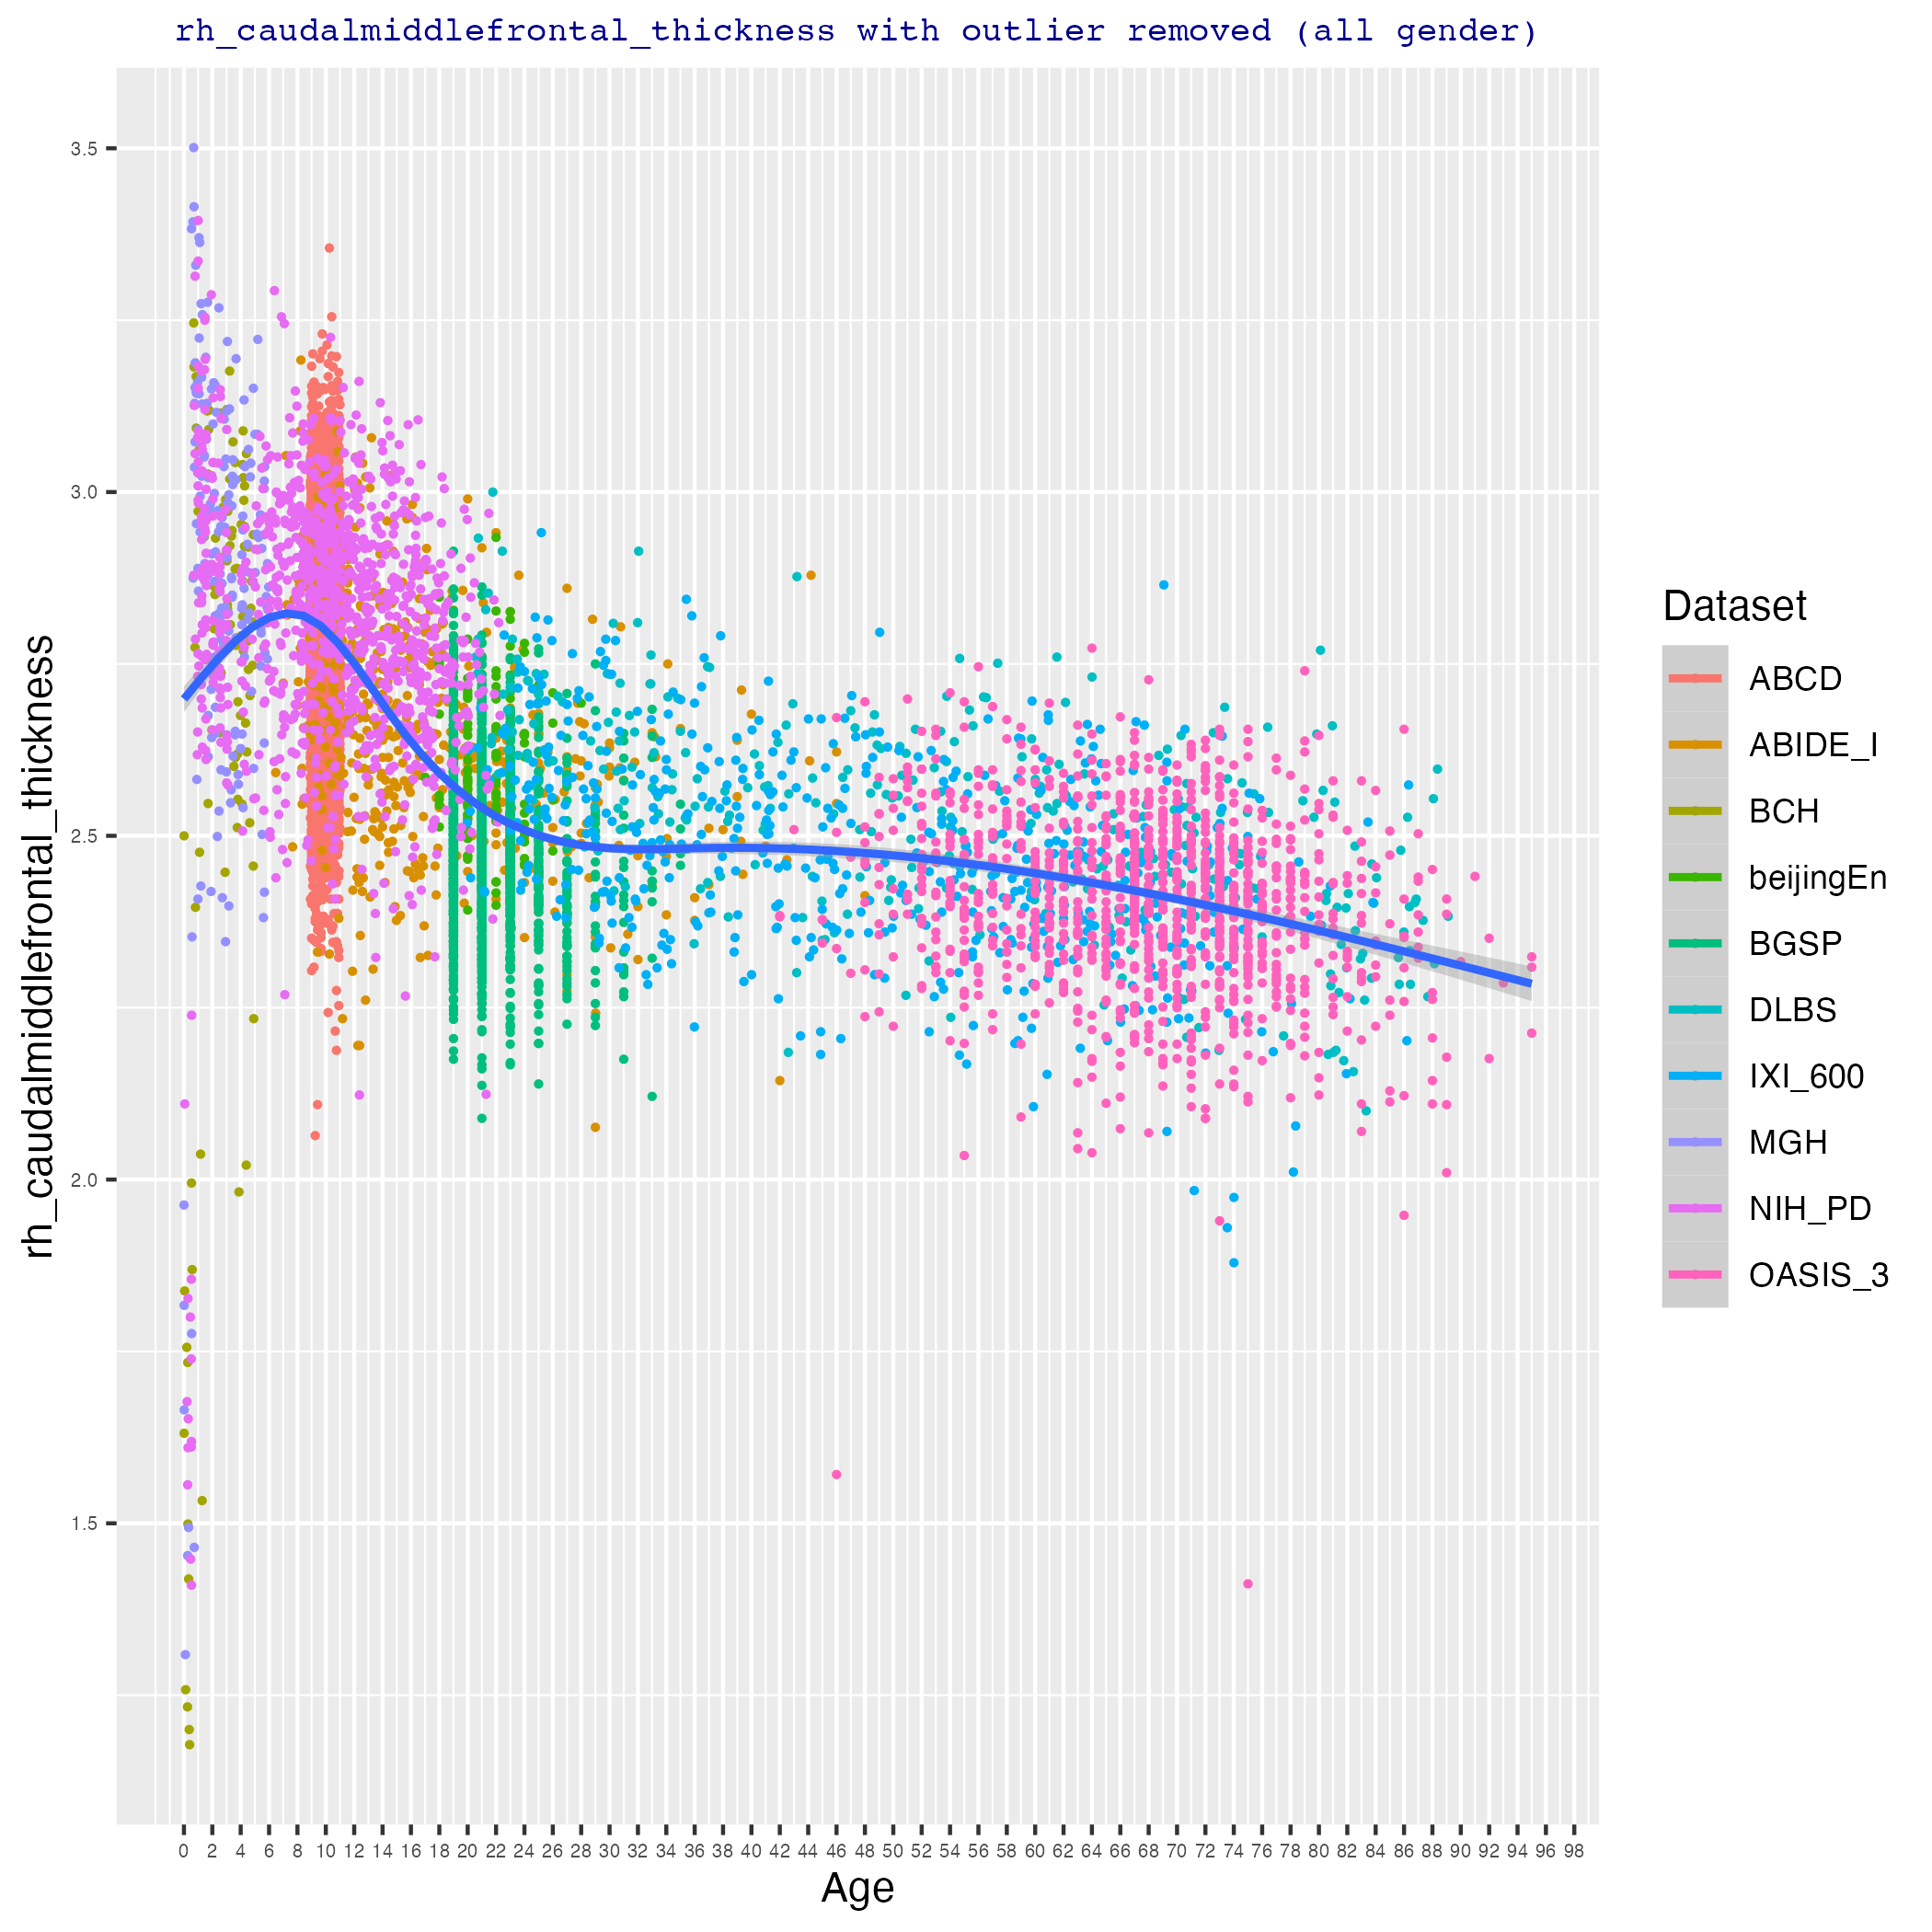 rh_caudalmiddlefrontal_thickness with outlier removed (all gender)
rh_caudalmiddlefrontal_thickness
3.5
3.0
2.5
2.0
1.5
0 2 4 6 8 10 12 14 16 18 20 22 24 26 28 30 32 34 36 38 40 42 44 46 48 50 52 54 56 58 60 62 64 66 68 70 72 74 76 78 80 82 84 86 88 90 92 94 96 98
Age
Dataset
ABCD
ABIDE_I
BCH
beijingEn
BGSP
DLBS
IXI_600
MGH
NIH_PD
OASIS_3